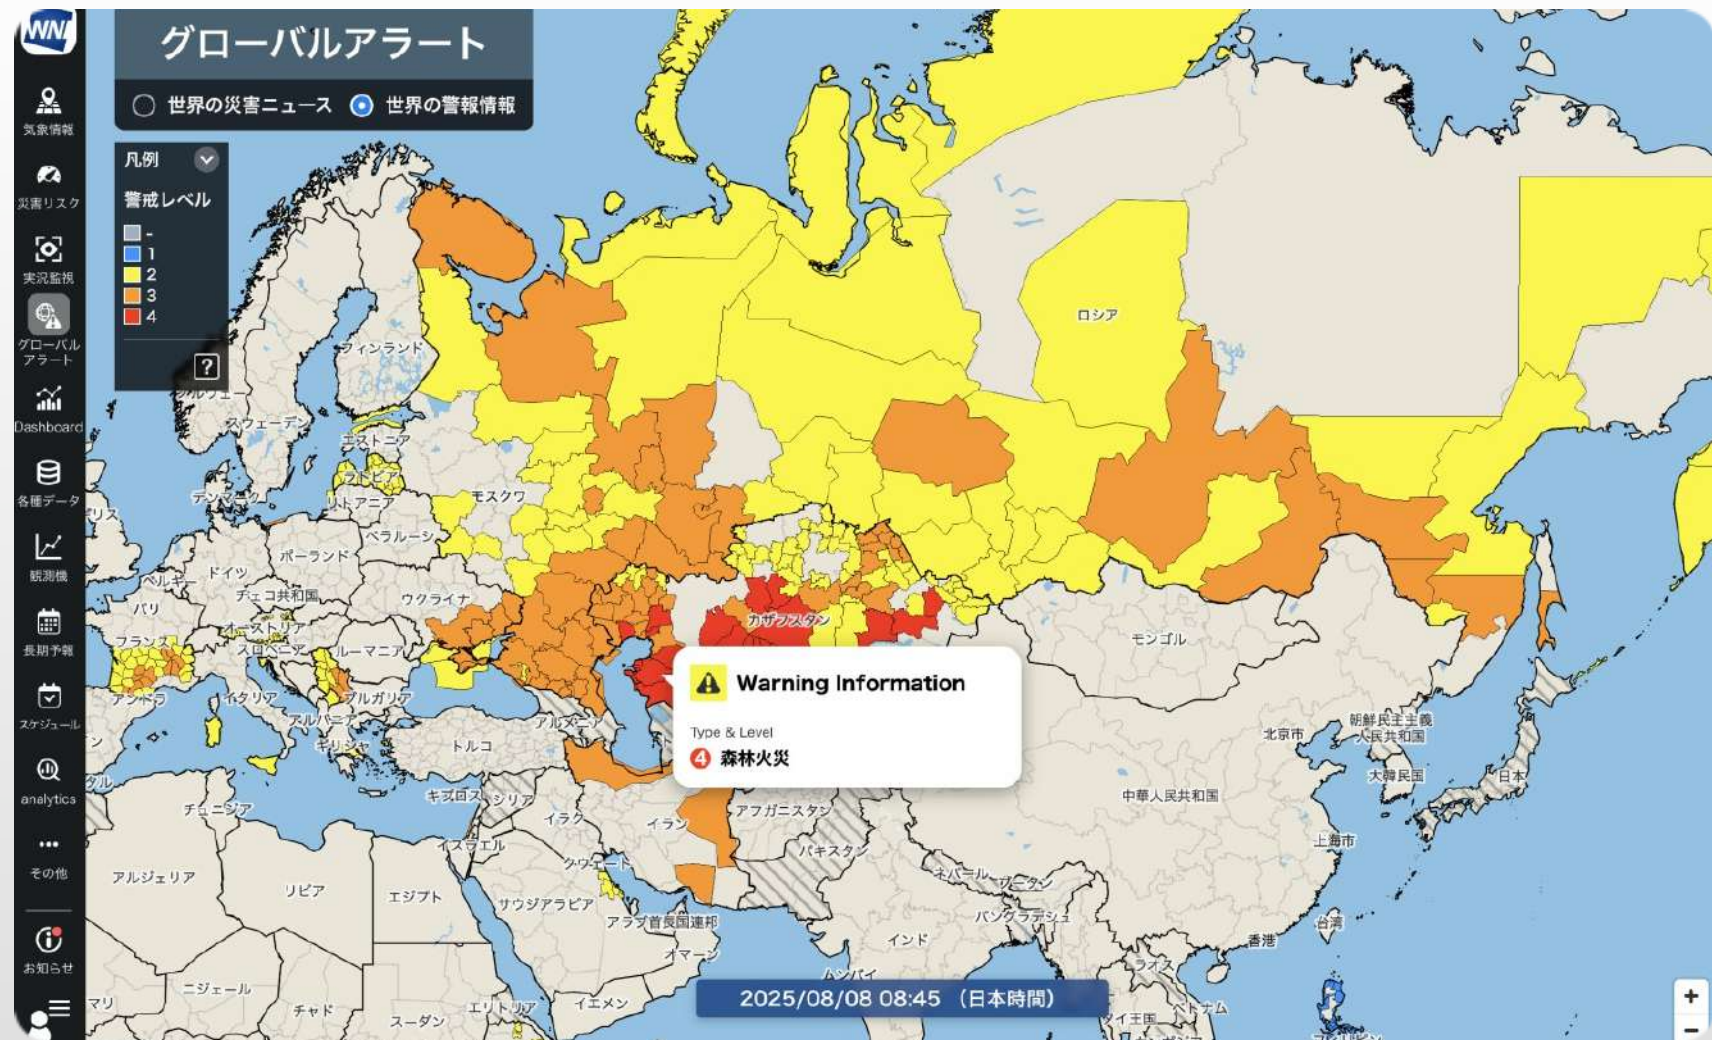 WNI
気象情報
災害リスク
実況監視
グローバル
アラート
Dashboard
各種データ
観測機
長期予報
スケジュール
analytics
その他
お知らせ
グローバルアラート
世界の災害ニュース
世界の警報情報
凡例
警戒レベル
-
1
2
3
4
?
ロシア
フィンランド
スウェーデン
エストニア
ラトビア
リトアニア
モスクワ
デンマーク
ベラルーシ
ポーランド
ドイツ
ベルギー
チェコ共和国
ウクライナ
パリ
オーストリア
フランス
スロベニア
ルーマニア
カザフスタン
モンゴル
アンドラ
イタリア
ブルガリア
アルバニア
アルメニア
ギリシャ
トルコ
Warning Information
Type & Level
4 森林火災
北京市
朝鮮民主主義
人民共和国
大韓民国
日本
中華人民共和国
上海市
キプロス
シリア
チュニジア
イラク
イラン
アフガニスタン
イスラエル
パキスタン
クウェート
ネパール
ブータン
アルジェリア
リビア
エジプト
サウジアラビア
アラブ首長国連邦
バングラデシュ
インド
台湾
香港
オマーン
ラオス
ムンバイ
ニジェール
マリ
チャド
スーダン
エリトリア
イエメン
2025/08/08 08:45 (日本時間)
タイ王国
ベトナム
フィリピン
+
−